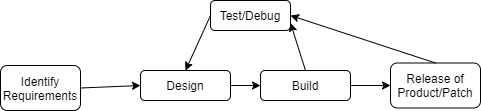 Test/Debug
Identify
Requirements
Design
Build
Release of
Product/Patch